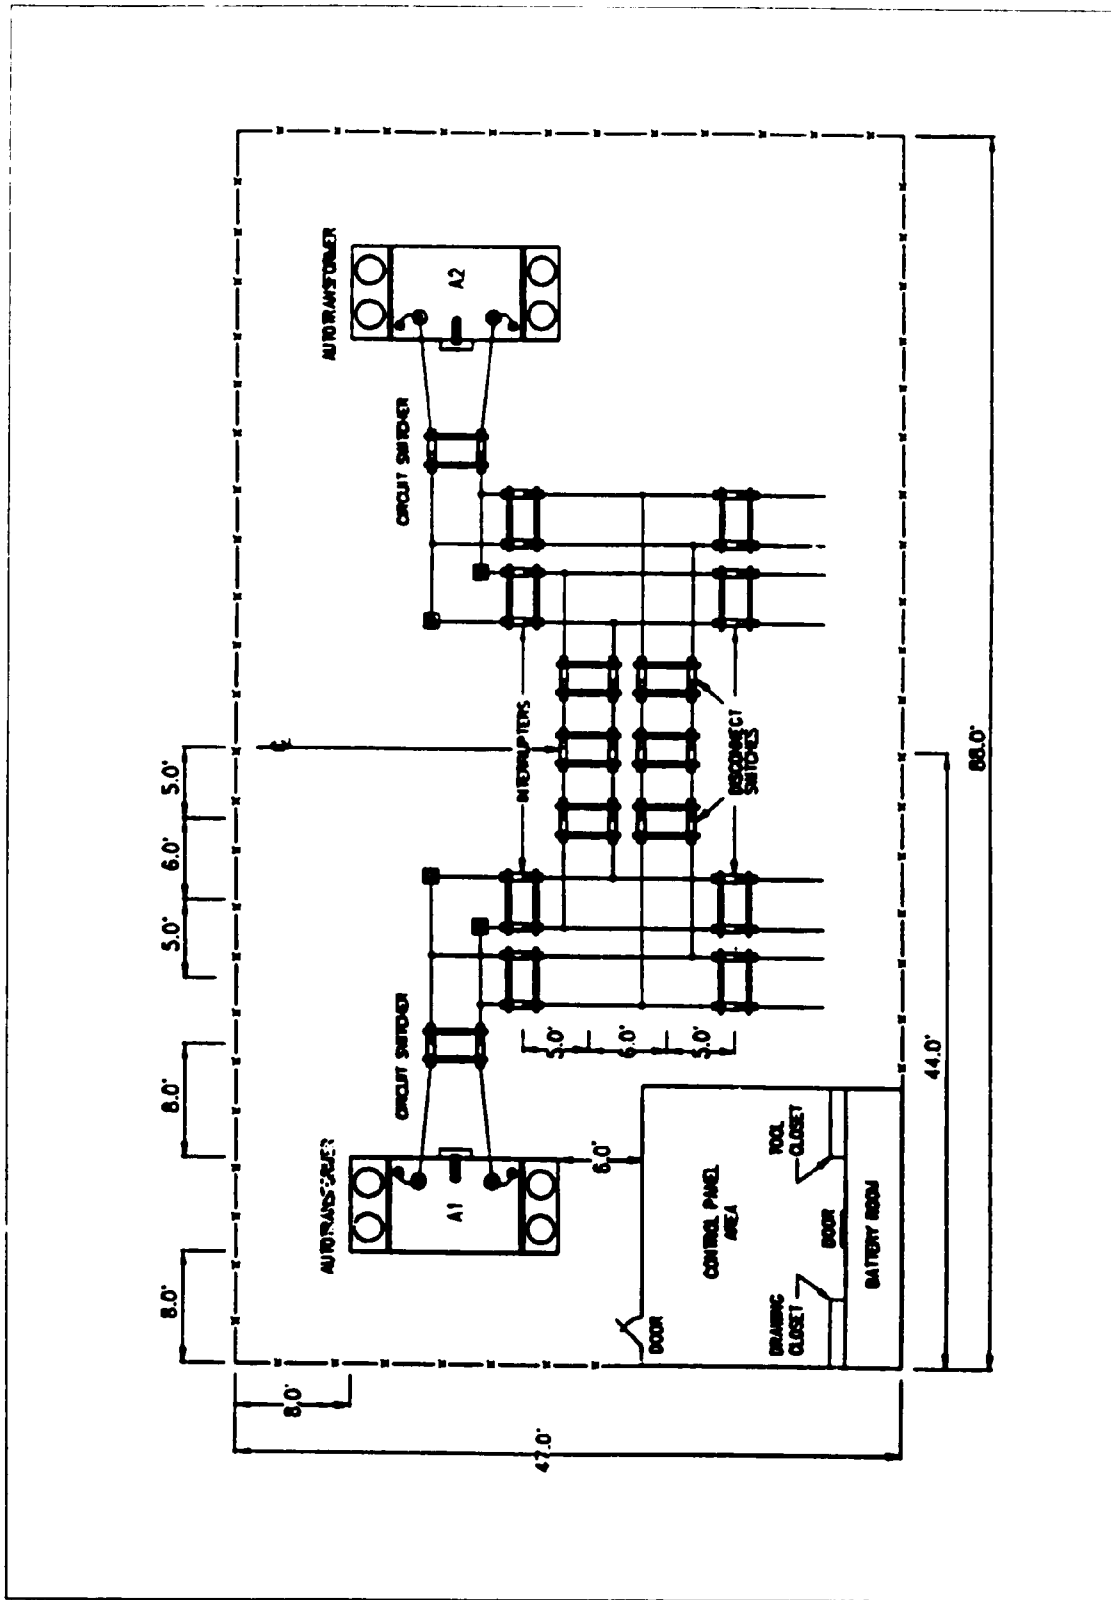 AUTOTRANSFORMER
A2
CIRCUIT SWITCHER
INTERRUPTERS
DISCONNECT
SWITCHES
℄
5.0'
6.0'
5.0'
8.0'
8.0'
CIRCUIT SWITCHER
AUTOTRANSFORMER
A1
5.0'
6.0'
5.0'
6.0'
CONTROL PANEL
AREA
TOOL
CLOSET
DOOR
BATTERY ROOM
DRAWING
CLOSET
DOOR
8.0'
47.0'
44.0'
88.0'